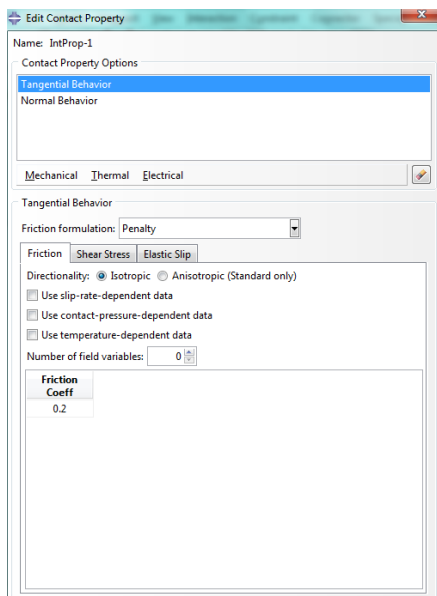 Edit Contact Property
Name: IntProp-1
Contact Property Options
Tangential Behavior
Normal Behavior
Mechanical Thermal Electrical
Tangential Behavior
Friction formulation: Penalty
Friction Shear Stress Elastic Slip
Directionality: Isotropic Anisotropic (Standard only)
Use slip-rate-dependent data
Use contact-pressure-dependent data
Use temperature-dependent data
Number of field variables: 0
Friction
Coeff
0.2